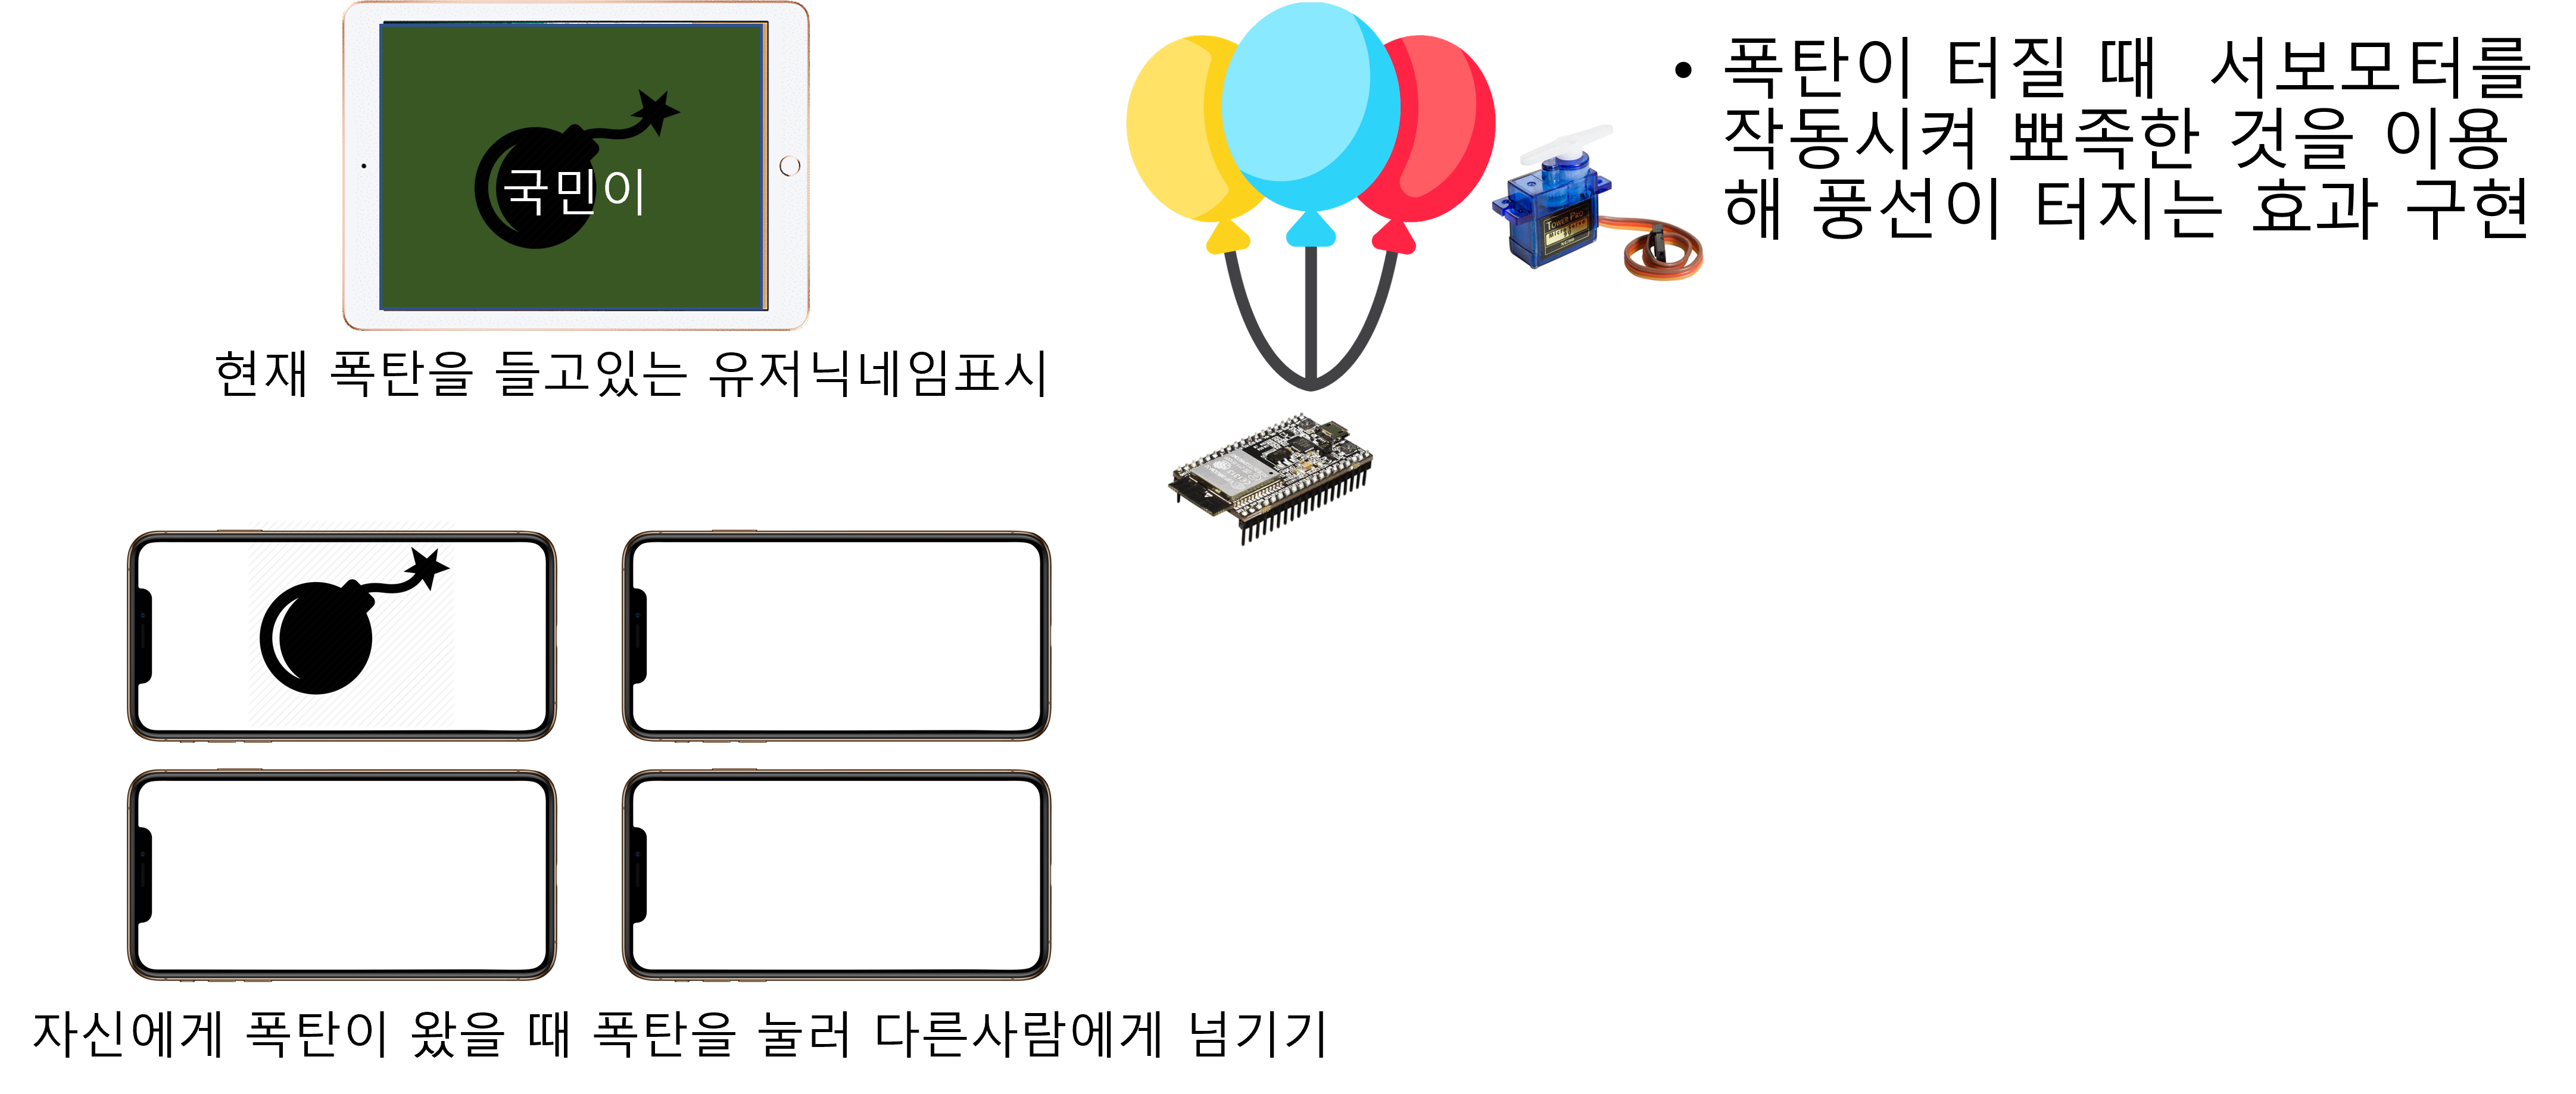 국민이
현재 폭탄을 들고있는 유저닉네임표시
• 폭탄이 터질 때 서보모터를
작동시켜 뾰족한 것을 이용
해 풍선이 터지는 효과 구현
Tower Pro
자신에게 폭탄이 왔을 때 폭탄을 눌러 다른사람에게 넘기기